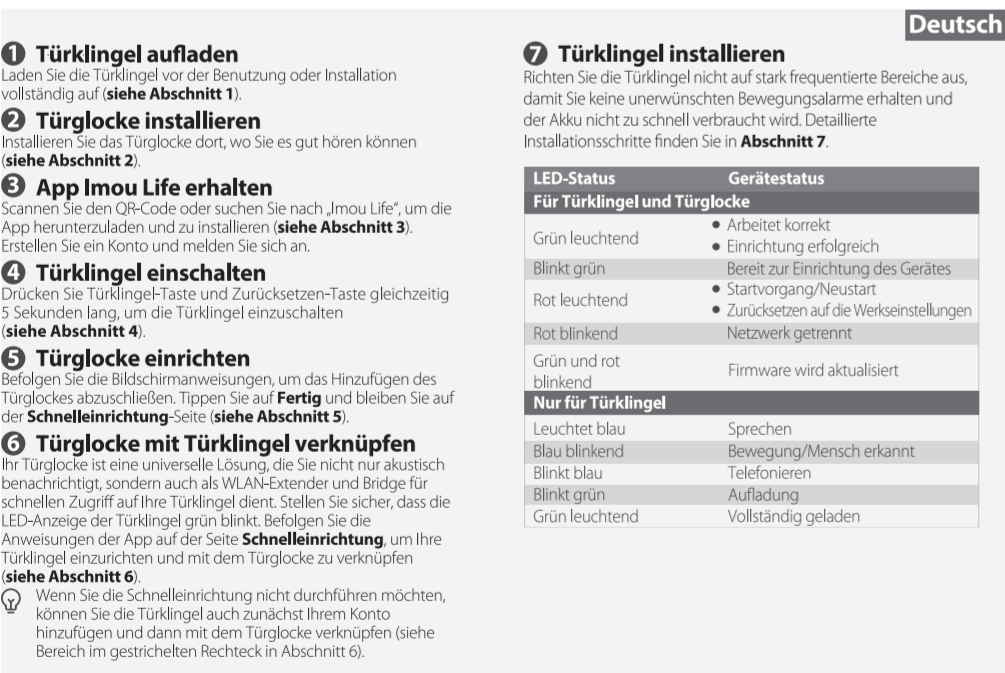 Deutsch
❶ Türklingel aufladen
Laden Sie die Türklingel vor der Benutzung oder Installation
vollständig auf (siehe Abschnitt 1).
❷ Türglocke installieren
Installieren Sie das Türglocke dort, wo Sie es gut hören können
(siehe Abschnitt 2).
❸ App Imou Life erhalten
Scannen Sie den QR-Code oder suchen Sie nach „Imou Life“, um die
App herunterzuladen und zu installieren (siehe Abschnitt 3).
Erstellen Sie ein Konto und melden Sie sich an.
❹ Türklingel einschalten
Drücken Sie Türklingel-Taste und Zurücksetzen-Taste gleichzeitig
5 Sekunden lang, um die Türklingel einzuschalten
(siehe Abschnitt 4).
❺ Türglocke einrichten
Befolgen Sie die Bildschirmanweisungen, um das Hinzufügen des
Türglockes abzuschließen. Tippen Sie auf Fertig und bleiben Sie auf
der Schnelleinrichtung-Seite (siehe Abschnitt 5).
❻ Türglocke mit Türklingel verknüpfen
Ihr Türglocke ist eine universelle Lösung, die Sie nicht nur akustisch
benachrichtigt, sondern auch als WLAN-Extender und Bridge für
schnellen Zugriff auf Ihre Türklingel dient. Stellen Sie sicher, dass die
LED-Anzeige der Türklingel grün blinkt. Befolgen Sie die
Anweisungen der App auf der Seite Schnelleinrichtung, um Ihre
Türklingel einzurichten und mit dem Türglocke zu verknüpfen
(siehe Abschnitt 6).
Wenn Sie die Schnelleinrichtung nicht durchführen möchten,
können Sie die Türklingel auch zunächst Ihrem Konto
hinzufügen und dann mit dem Türglocke verknüpfen (siehe
Bereich im gestrichelten Rechteck in Abschnitt 6).
❼ Türklingel installieren
Richten Sie die Türklingel nicht auf stark frequentierte Bereiche aus,
damit Sie keine unerwünschten Bewegungsalarme erhalten und
der Akku nicht zu schnell verbraucht wird. Detaillierte
Installationsschritte finden Sie in Abschnitt 7.
LED-Status Gerätestatus
Für Türklingel und Türglocke
Grün leuchtend • Arbeitet korrekt
• Einrichtung erfolgreich
Blinkt grün Bereit zur Einrichtung des Gerätes
Rot leuchtend • Startvorgang/Neustart
• Zurücksetzen auf die Werkseinstellungen
Rot blinkend Netzwerk getrennt
Grün und rot
blinkend Firmware wird aktualisiert
Nur für Türklingel
Leuchtet blau Sprechen
Blau blinkend Bewegung/Mensch erkannt
Blinkt blau Telefonieren
Blinkt grün Aufladung
Grün leuchtend Vollständig geladen